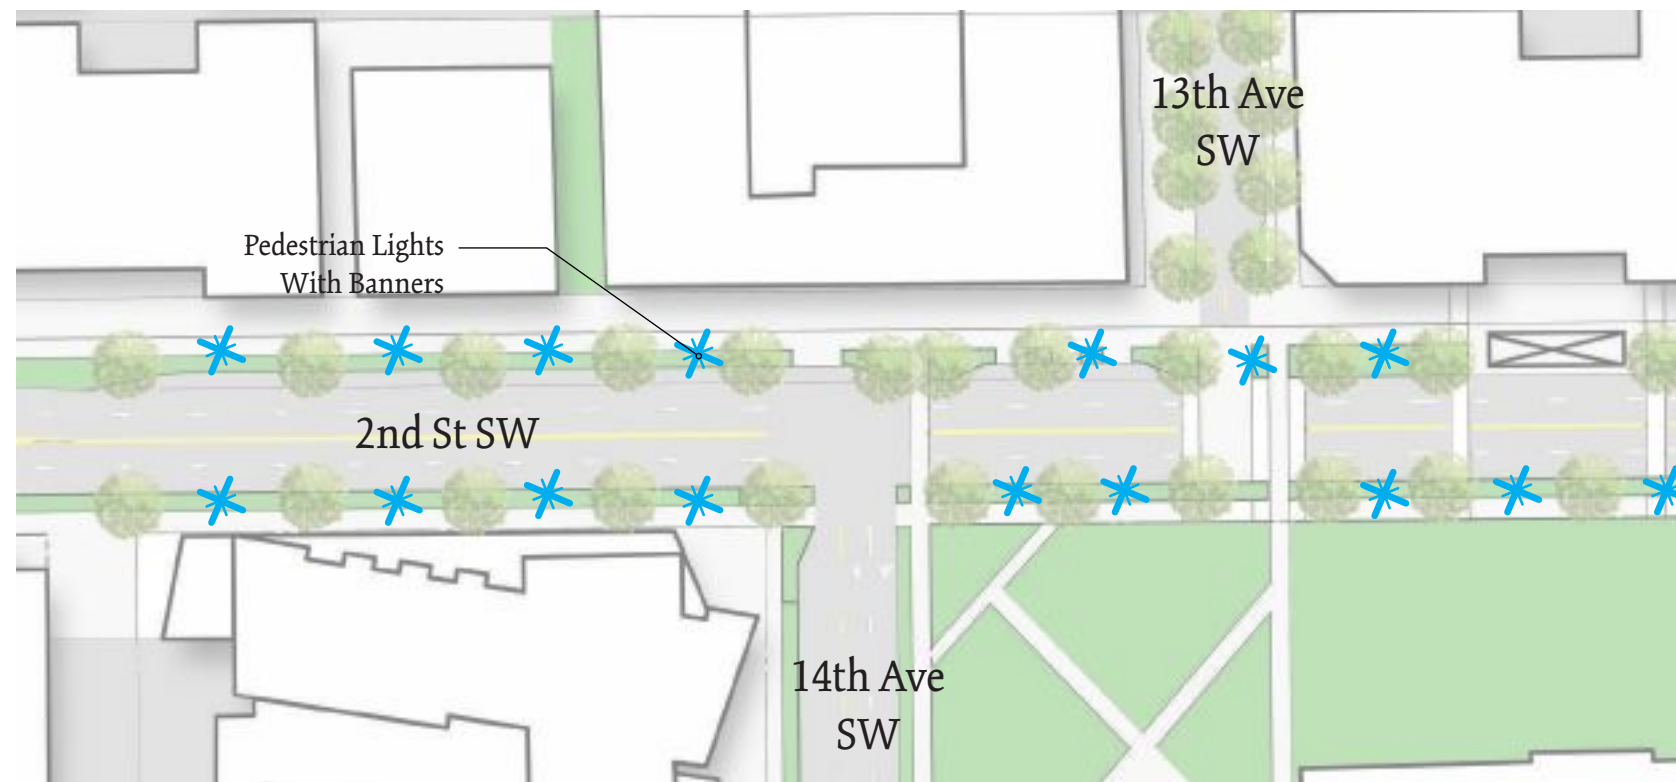 13th Ave
SW
Pedestrian Lights
With Banners
2nd St SW
14th Ave
SW